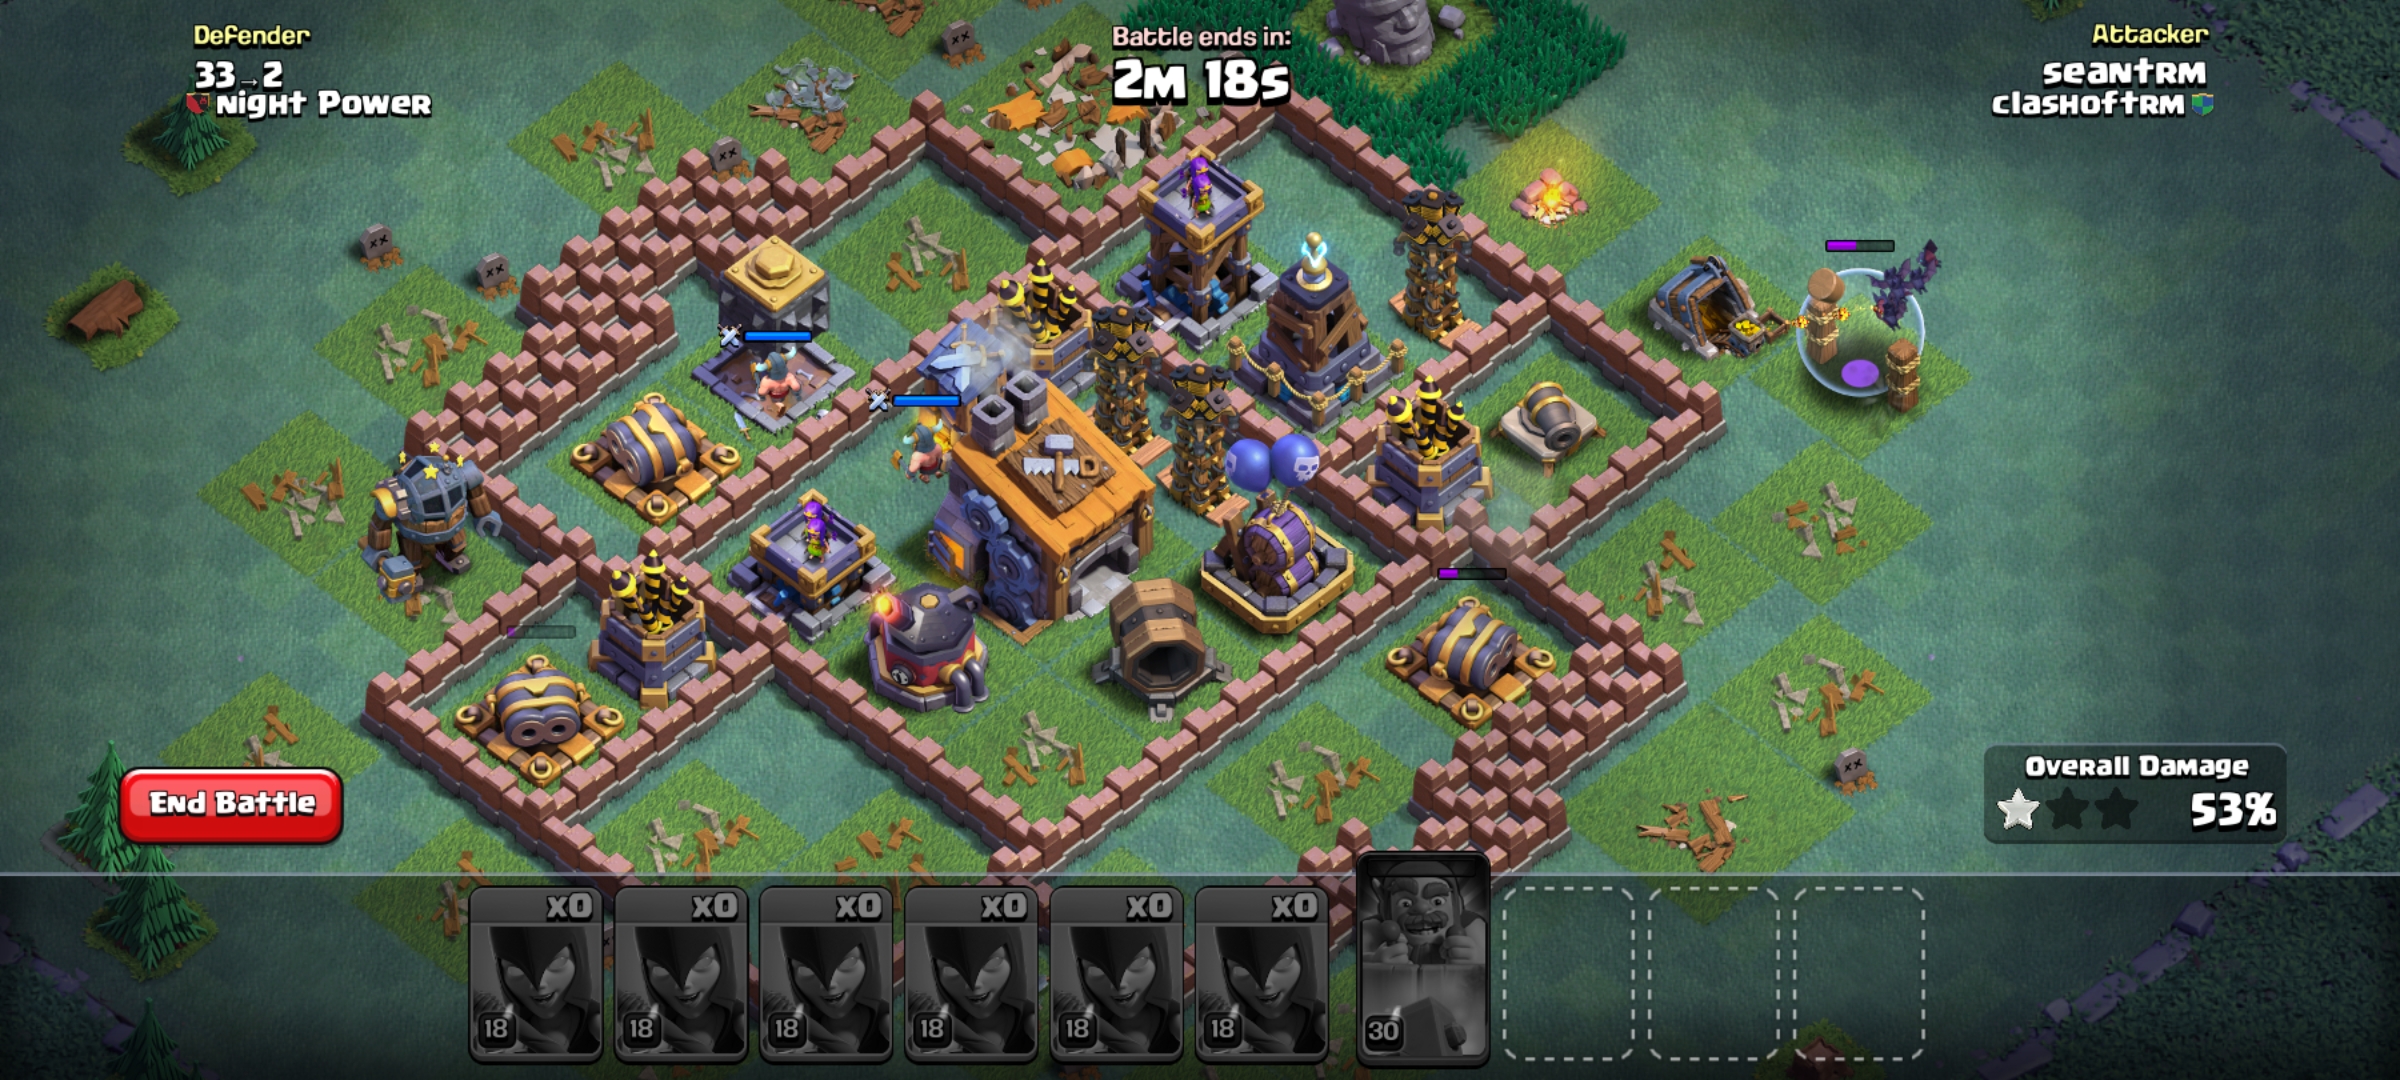 Defender
33→2
Night Power
Battle ends in:
2M 18s
Attacker
seantRM
clashoftRM
End Battle
Overall Damage
53%
x0
x0
x0
x0
x0
x0
18
18
18
18
18
18
30